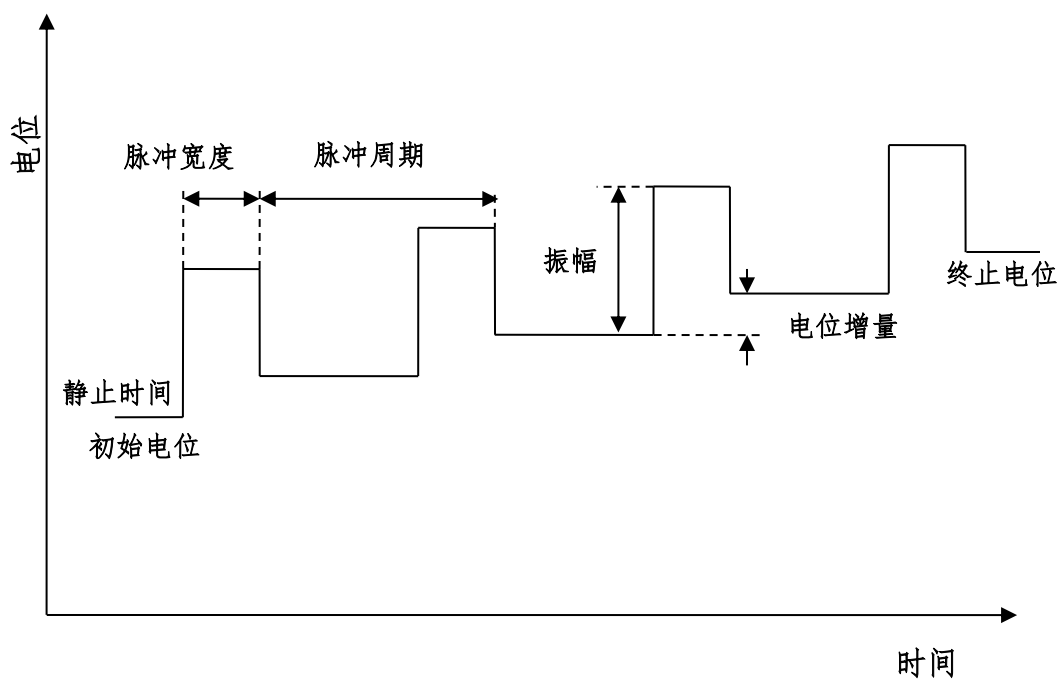 电位
脉冲宽度
脉冲周期
振幅
终止电位
电位增量
静止时间
初始电位
时间